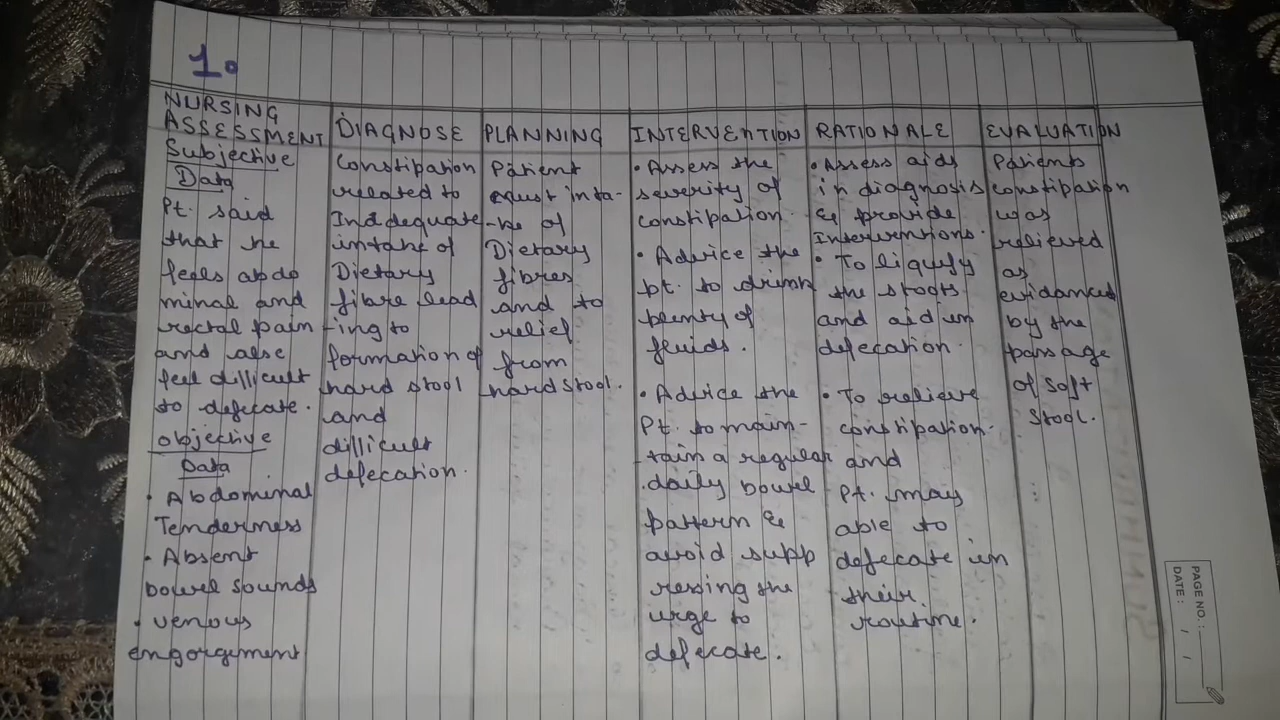 1.
NURSING
ASSESSMENT
Subjective
Data
Pt. said
that he
feels abdo
minal and
rectal pain
and also
feel difficult
to defecate.
objective
Data
• Abdominal
Tenderness
• Absent
bowel sounds
• venous
engorgement
DIAGNOSE
Constipation
related to
Inddequate
intake of
Dietary
fibre lead
-ing to
formation of
hard stool
and
difficult
defecation.
PLANNING
Patient
must inta-
-ke of
Dietary
fibres
and to
relief
from
hard stool.
INTERVENTION
• Assess the
severity of
constipation.
• Advice the
pt. to drink
plenty of
fluids.
• Advice the
Pt. to main-
-tain a regular
daily bowel
pattern &
avoid supp
ressing the
urge to
defecate.
RATIONALE
• Assess aids
in diagnosis
& provide
Interventions.
• To liquify
the stools
and aid in
defecation.
• To relieve
constipation.
and
Pt. may
able to
defecate in
their
routine.
EVALUATION
Patients
constipation
was
relieved
as
evidanced
by the
passage
of soft
stool.
PAGE NO.:
DATE: / /